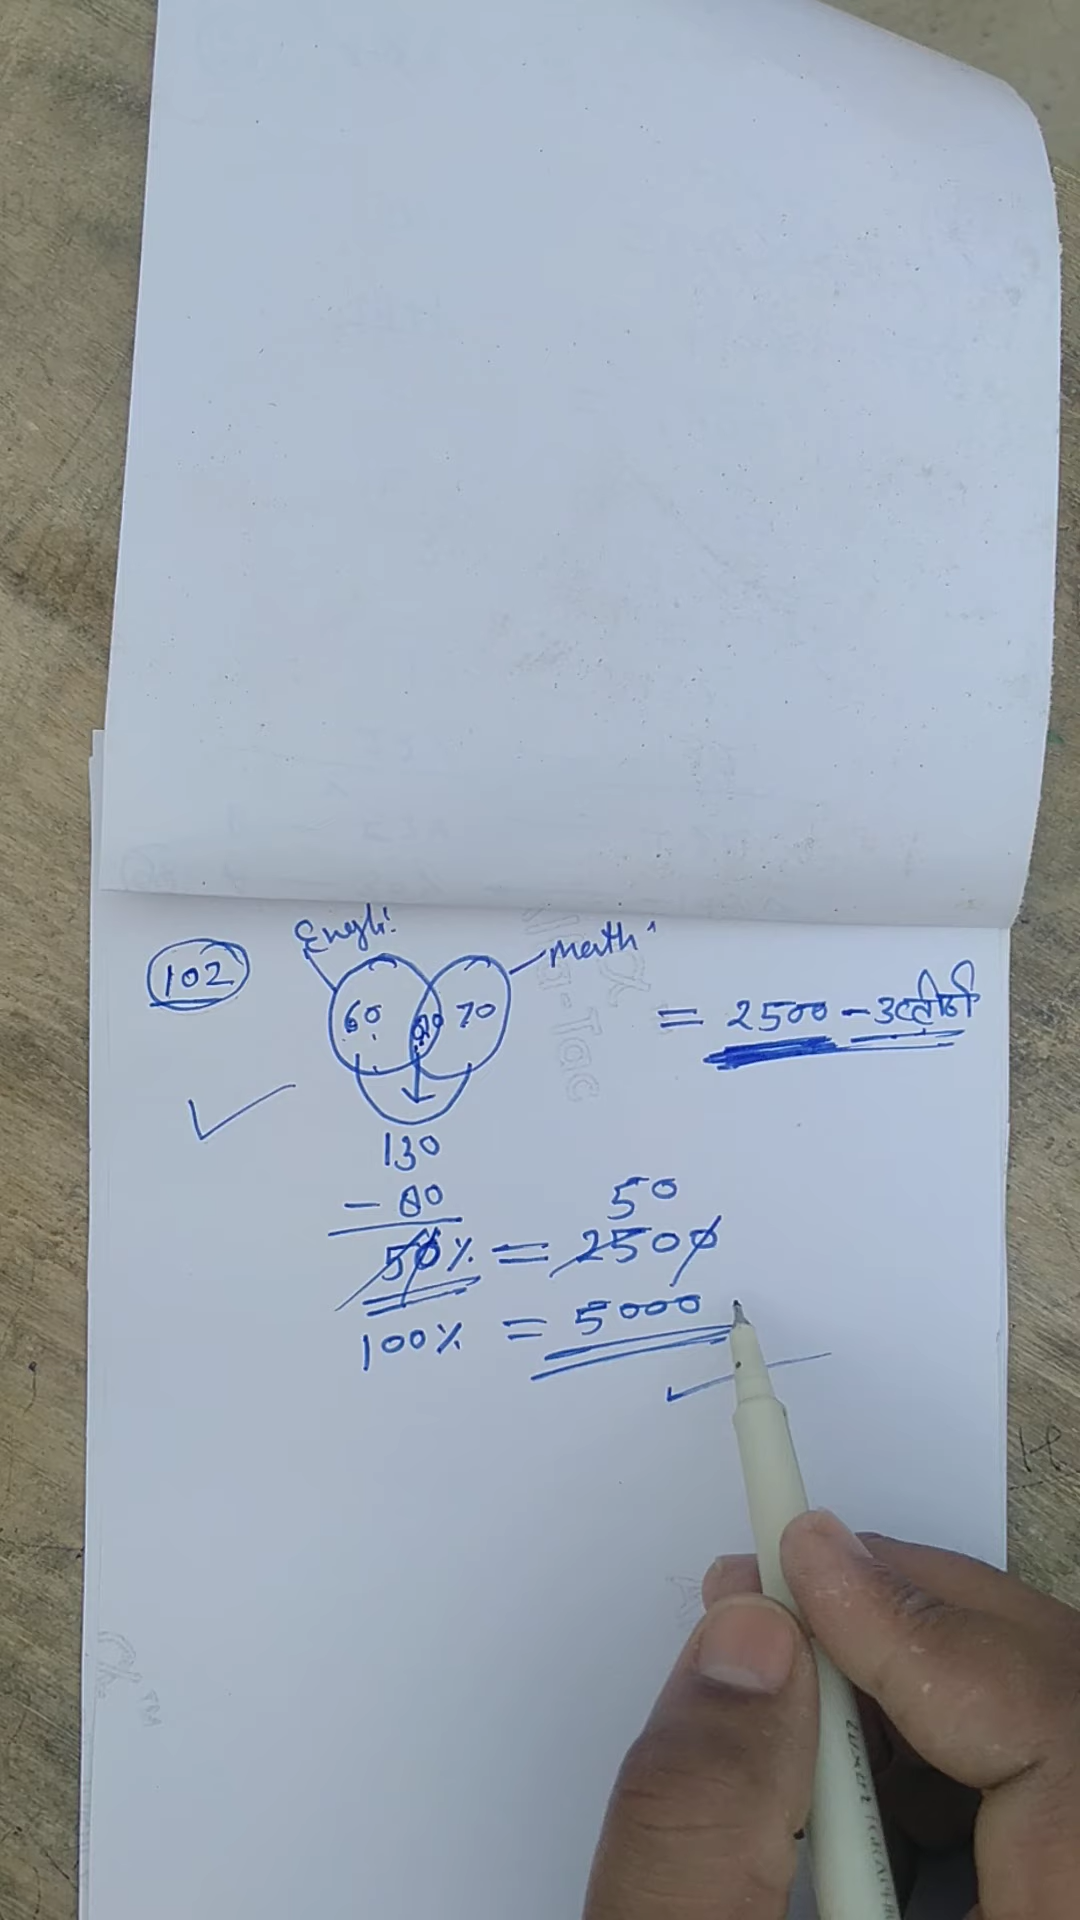 102 Engli. Math'
60 20 70 = 2500 - उत्तीर्ण
130
- 80 50
50% = 2500
100% = 5000